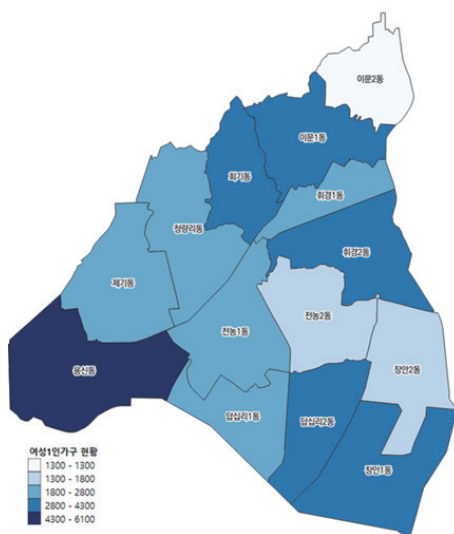 이문2동
이문1동
회기동
휘경1동
청량리동
휘경2동
제기동
전농2동
전농1동
장안2동
용신동
답십리1동
답십리2동
장안1동
여성1인가구 현황
1300 - 1300
1300 - 1800
1800 - 2800
2800 - 4300
4300 - 6100